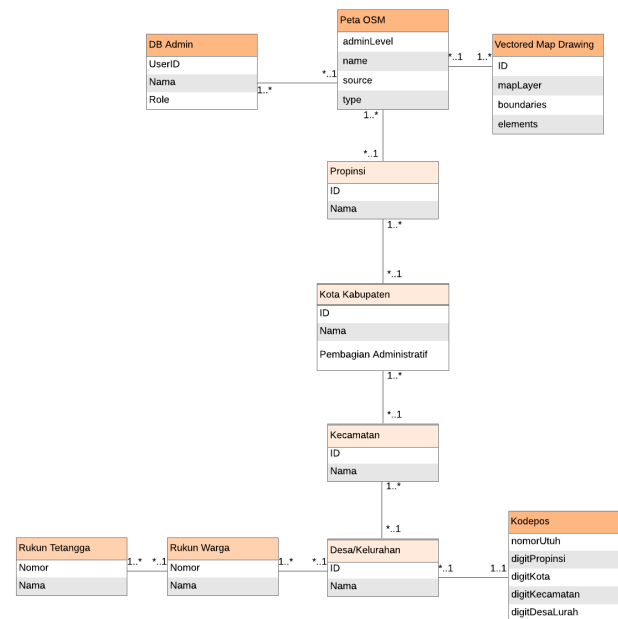 Peta OSM
adminLevel
name
source
type
DB Admin
UserID
Nama
Role
1..*
*..1
*..1
1..*
Vectored Map Drawing
ID
mapLayer
boundaries
elements
1..*
*..1
Propinsi
ID
Nama
1..*
*..1
Kota Kabupaten
ID
Nama
Pembagian Administratif
1..*
*..1
Kecamatan
ID
Nama
1..*
*..1
Rukun Tetangga
Nomor
Nama
1..*
*..1
Rukun Warga
Nomor
Nama
1..*
*..1
Desa/Kelurahan
ID
Nama
*..1
1..1
Kodepos
nomorUtuh
digitPropinsi
digitKota
digitKecamatan
digitDesaLurah